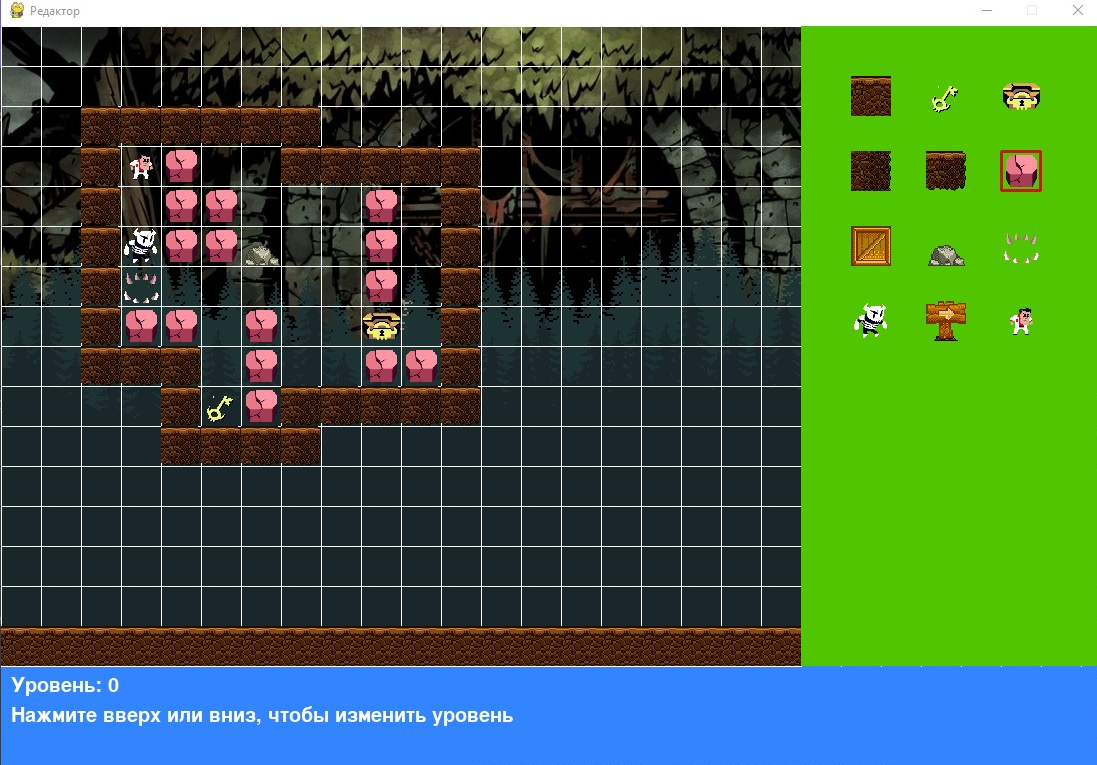 Редактор
Уровень: 0
Нажмите вверх или вниз, чтобы изменить уровень